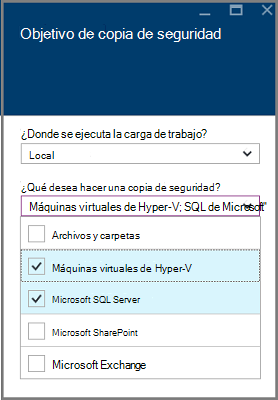 Objetivo de copia de seguridad
¿Donde se ejecuta la carga de trabajo?
Local
¿Qué desea hacer una copia de seguridad?
Máquinas virtuales de Hyper-V; SQL de Microsoft"
Archivos y carpetas
Máquinas virtuales de Hyper-V
Microsoft SQL Server
Microsoft SharePoint
Microsoft Exchange